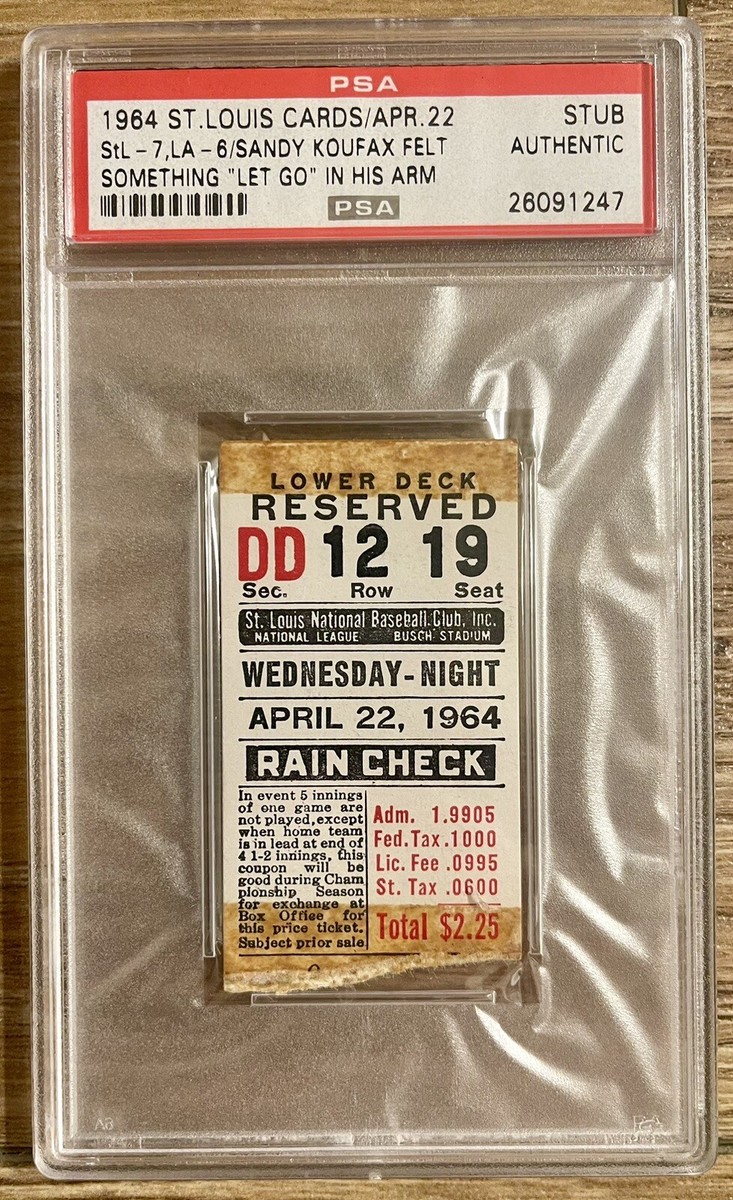 PSA
1964 ST.LOUIS CARDS/APR.22 STUB
StL-7,LA-6/SANDY KOUFAX FELT AUTHENTIC
SOMETHING "LET GO" IN HIS ARM
PSA 26091247
LOWER DECK
RESERVED
DD 12 19
Sec. Row Seat
St. Louis National Baseball Club, Inc.
NATIONAL LEAGUE BUSCH STADIUM
WEDNESDAY-NIGHT
APRIL 22, 1964
RAIN CHECK
In event 5 innings
of one game are
not played, except
when home team
is in lead at end of
4 1-2 innings, this
coupon will be
good during Cham
pionship Season
for exchange at
Box Office for
this price ticket.
Subject prior sale
Adm. 1.9905
Fed. Tax .1000
Lic. Fee .0995
St. Tax .0600
Total $2.25